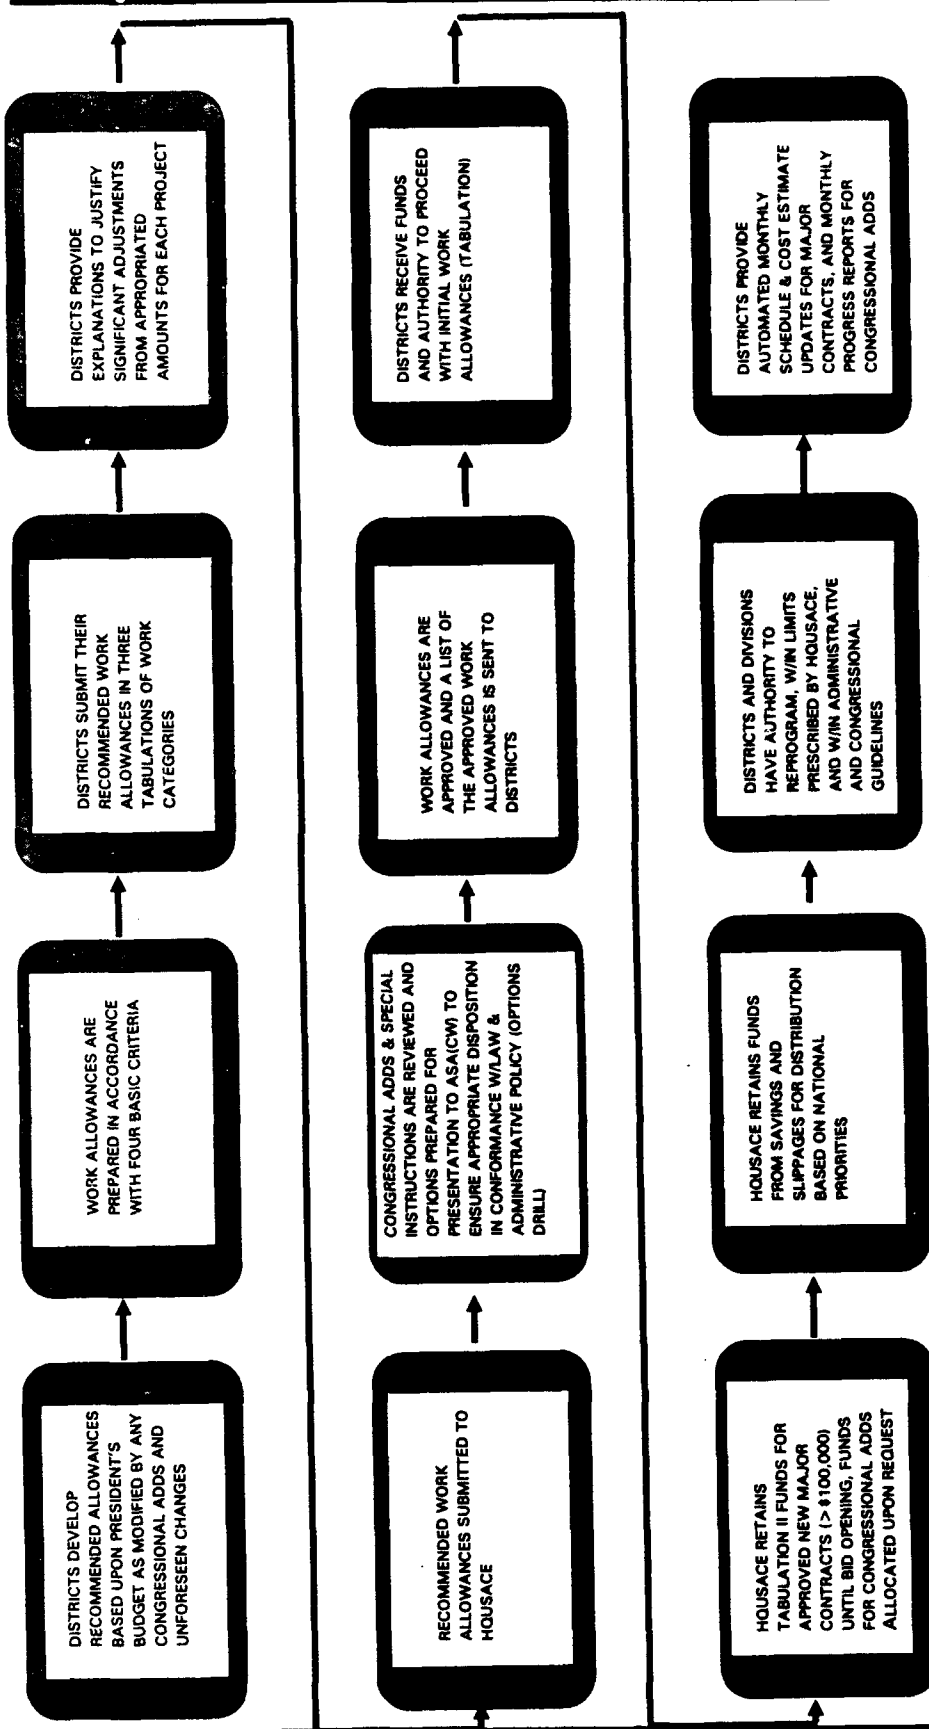 DISTRICTS DEVELOP
RECOMMENDED ALLOWANCES
BASED UPON PRESIDENT'S
BUDGET AS MODIFIED BY ANY
CONGRESSIONAL ADDS AND
UNFORESEEN CHANGES
WORK ALLOWANCES ARE
PREPARED IN ACCORDANCE
WITH FOUR BASIC CRITERIA
DISTRICTS SUBMIT THEIR
RECOMMENDED WORK
ALLOWANCES IN THREE
TABULATIONS OF WORK
CATEGORIES
DISTRICTS PROVIDE
EXPLANATIONS TO JUSTIFY
SIGNIFICANT ADJUSTMENTS
FROM APPROPRIATED
AMOUNTS FOR EACH PROJECT
RECOMMENDED WORK
ALLOWANCES SUBMITTED TO
HQUSACE
CONGRESSIONAL ADDS & SPECIAL
INSTRUCTIONS ARE REVIEWED AND
OPTIONS PREPARED FOR
PRESENTATION TO ASA(CW) TO
ENSURE APPROPRIATE DISPOSITION
IN CONFORMANCE W/LAW &
ADMINISTRATIVE POLICY (OPTIONS
DRILL)
WORK ALLOWANCES ARE
APPROVED AND A LIST OF
THE APPROVED WORK
ALLOWANCES IS SENT TO
DISTRICTS
DISTRICTS RECEIVE FUNDS
AND AUTHORITY TO PROCEED
WITH INITIAL WORK
ALLOWANCES (TABULATION)
HQUSACE RETAINS
TABULATION II FUNDS FOR
APPROVED NEW MAJOR
CONTRACTS (> $100,000)
UNTIL BID OPENING, FUNDS
FOR CONGRESSIONAL ADDS
ALLOCATED UPON REQUEST
HQUSACE RETAINS FUNDS
FROM SAVINGS AND
SLIPPAGES FOR DISTRIBUTION
BASED ON NATIONAL
PRIORITIES
DISTRICTS AND DIVISIONS
HAVE AUTHORITY TO
REPROGRAM, W/IN LIMITS
PRESCRIBED BY HQUSACE,
AND W/IN ADMINISTRATIVE
AND CONGRESSIONAL
GUIDELINES
DISTRICTS PROVIDE
AUTOMATED MONTHLY
SCHEDULE & COST ESTIMATE
UPDATES FOR MAJOR
CONTRACTS, AND MONTHLY
PROGRESS REPORTS FOR
CONGRESSIONAL ADDS